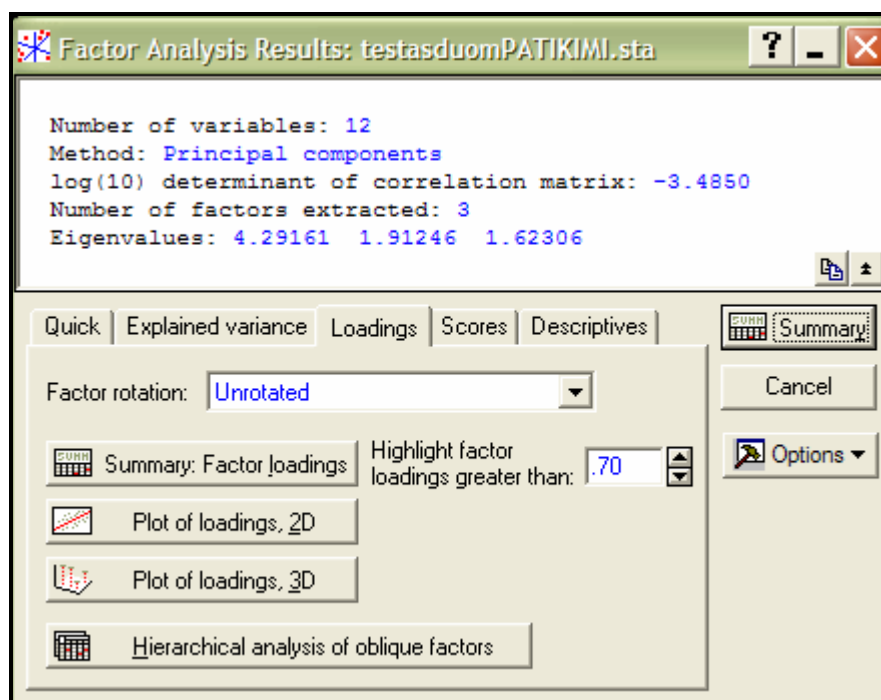 Factor Analysis Results: testasduomPATIKIMI.sta
Number of variables: 12
Method: Principal components
log(10) determinant of correlation matrix: -3.4850
Number of factors extracted: 3
Eigenvalues: 4.29161 1.91246 1.62306
Quick Explained variance Loadings Scores Descriptives
SUMM Summary
Factor rotation: Unrotated
Cancel
SUMM Summary: Factor loadings
Highlight factor
loadings greater than: .70
Options
Plot of loadings, 2D
Plot of loadings, 3D
Hierarchical analysis of oblique factors